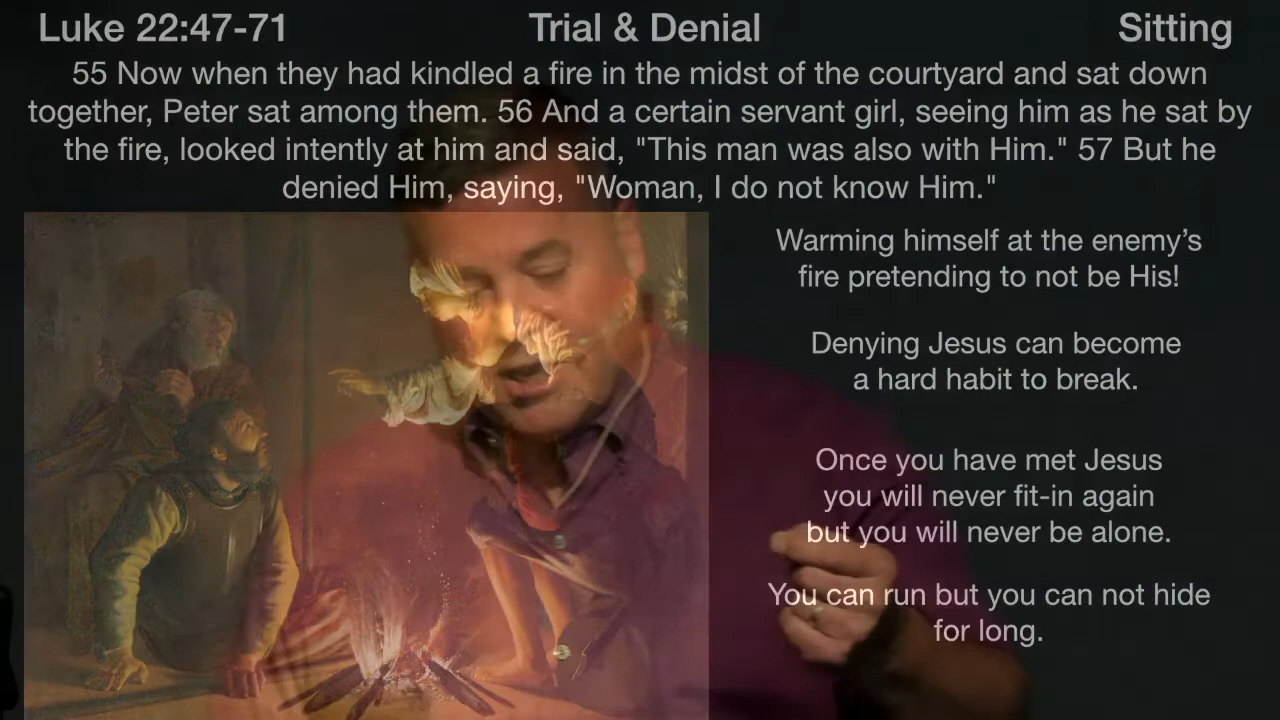 Luke 22:47-71 Trial & Denial Sitting
55 Now when they had kindled a fire in the midst of the courtyard and sat down
together, Peter sat among them. 56 And a certain servant girl, seeing him as he sat by
the fire, looked intently at him and said, "This man was also with Him." 57 But he
denied Him, saying, "Woman, I do not know Him."
Warming himself at the enemy’s
fire pretending to not be His!
Denying Jesus can become
a hard habit to break.
Once you have met Jesus
you will never fit-in again
but you will never be alone.
You can run but you can not hide
for long.